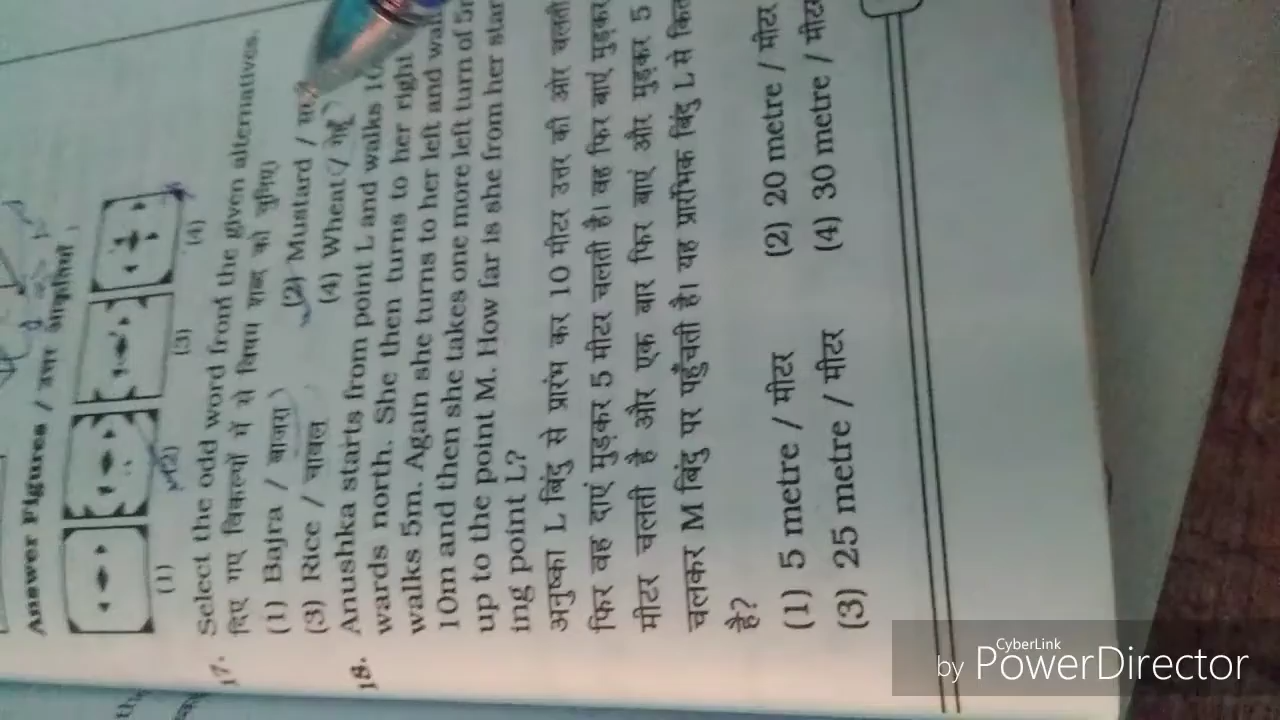 Answer Figures / उत्तर आकृतियाँ :
(1) (2) (3) (4)
17. Select the odd word from the given alternatives.
दिए गए विकल्पों में से विषम शब्द को चुनिए।
(1) Bajra / बाजरा (2) Mustard /
(3) Rice / चावल (4) Wheat / गेहूँ
18. Anushka starts from point L and walks 10
wards north. She then turns to her right
walks 5m. Again she turns to her left and
10m and then she takes one more left turn of
up to the point M. How far is she from her
ing point L?
अनुष्का L बिंदु से प्रारंभ कर 10 मीटर उत्तर की ओर चलती
फिर वह दाएं मुड़कर 5 मीटर चलती है। वह फिर बाएं मुड़कर
मीटर चलती है और एक बार फिर बाएं और मुड़कर 5
चलकर M बिंदु पर पहुँचती है। यह प्रारंभिक बिंदु L से
है?
(1) 5 metre / मीटर (2) 20 metre / मीटर
(3) 25 metre / मीटर (4) 30 metre / मीटर
by CyberLink PowerDirector